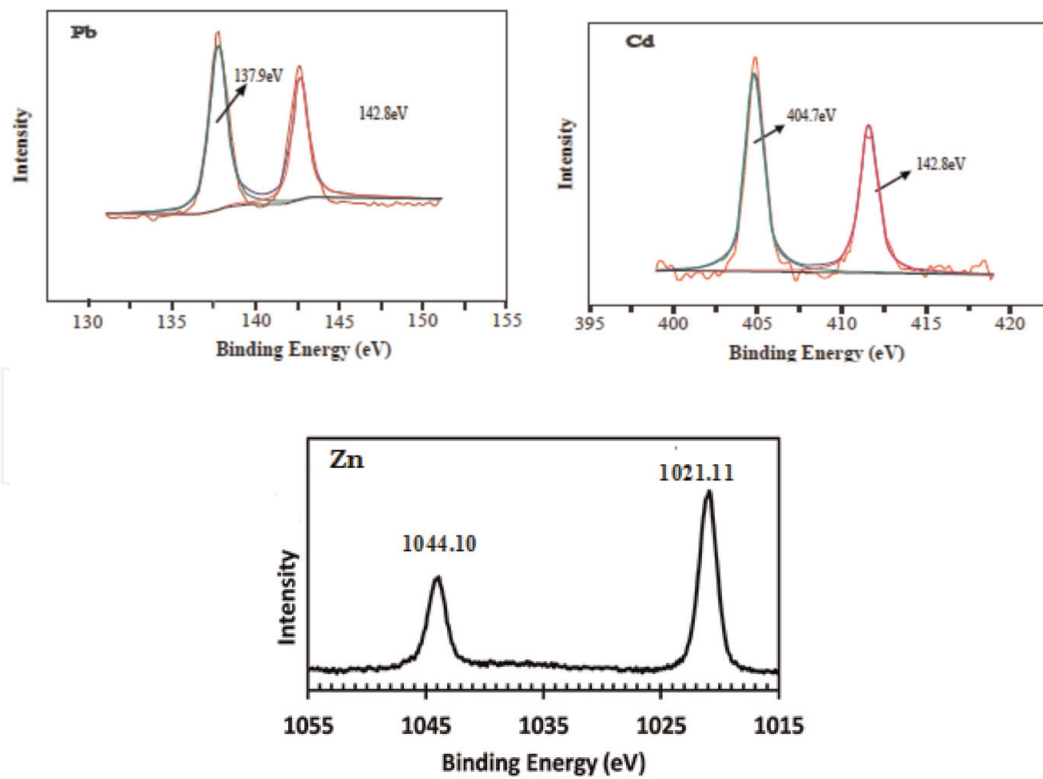 Pb
137.9eV
142.8eV
Intensity
130 135 140 145 150 155
Binding Energy (eV)
Cd
404.7eV
142.8eV
Intensity
395 400 405 410 415 420
Binding Energy (eV)
Zn
1021.11
1044.10
Intensity
1055 1045 1035 1025 1015
Binding Energy (eV)